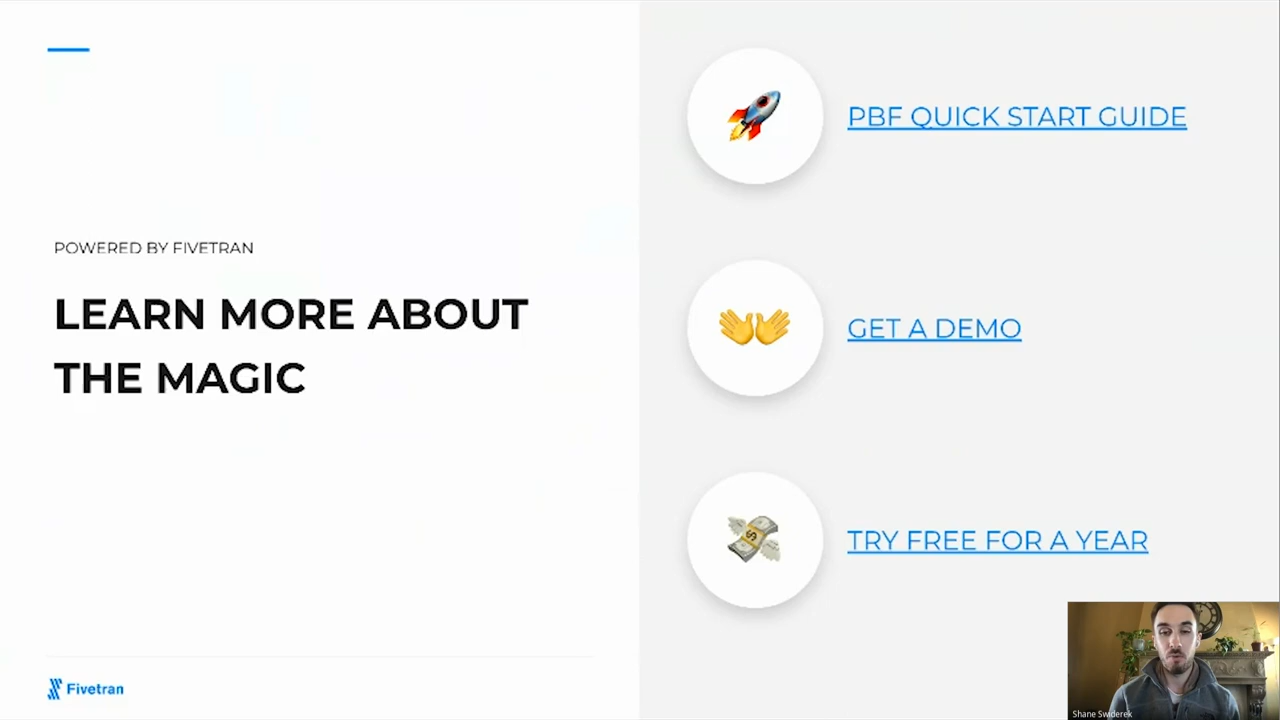 POWERED BY FIVETRAN
LEARN MORE ABOUT
THE MAGIC
Fivetran
PBF QUICK START GUIDE
GET A DEMO
TRY FREE FOR A YEAR
Shane Swiderek